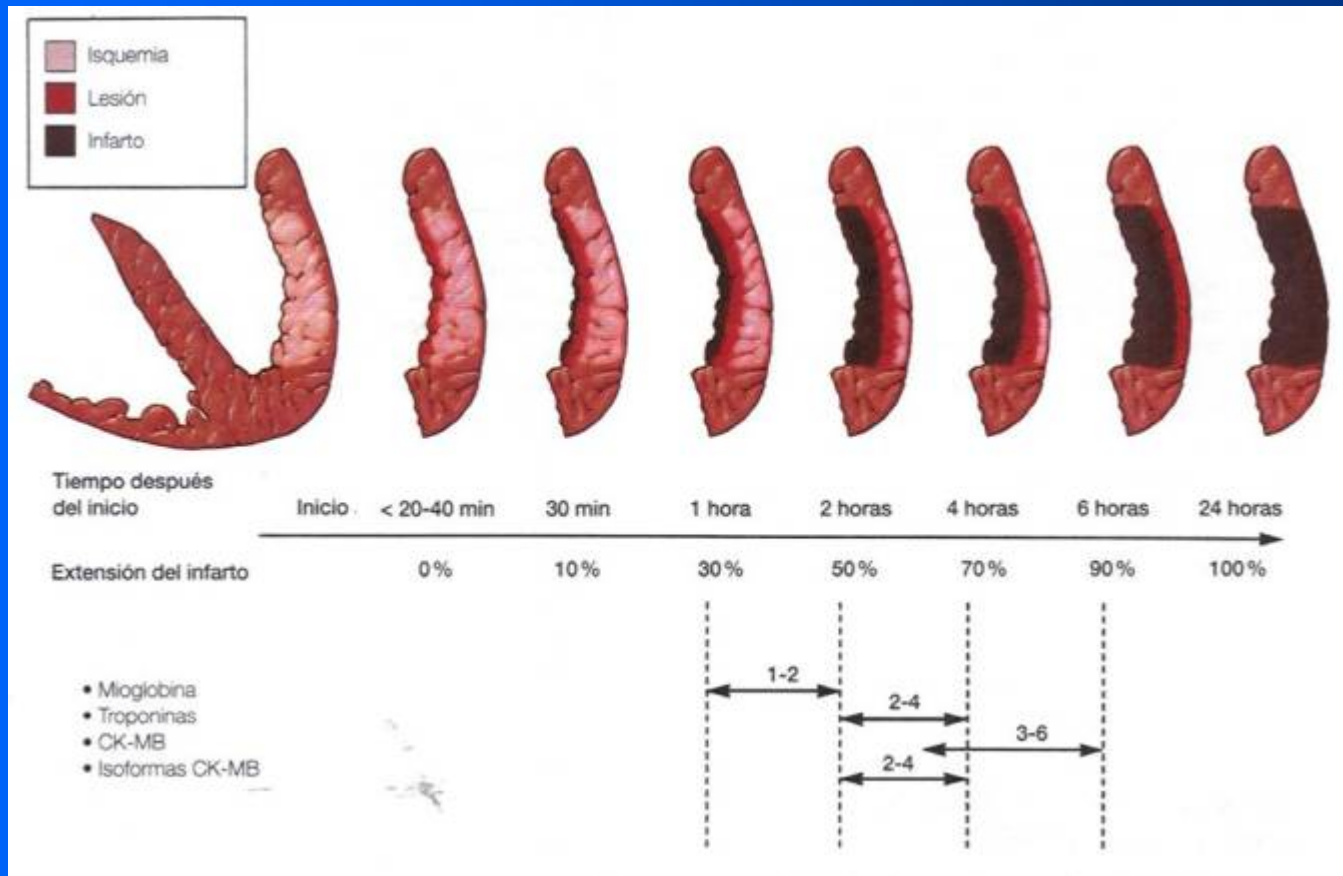 Isquemia
Lesión
Infarto
Tiempo después
del inicio
Inicio < 20-40 min 30 min 1 hora 2 horas 4 horas 6 horas 24 horas
Extensión del infarto 0% 10% 30% 50% 70% 90% 100%
• Mioglobina
• Troponinas
• CK-MB
• Isoformas CK-MB
1-2
2-4
3-6
2-4